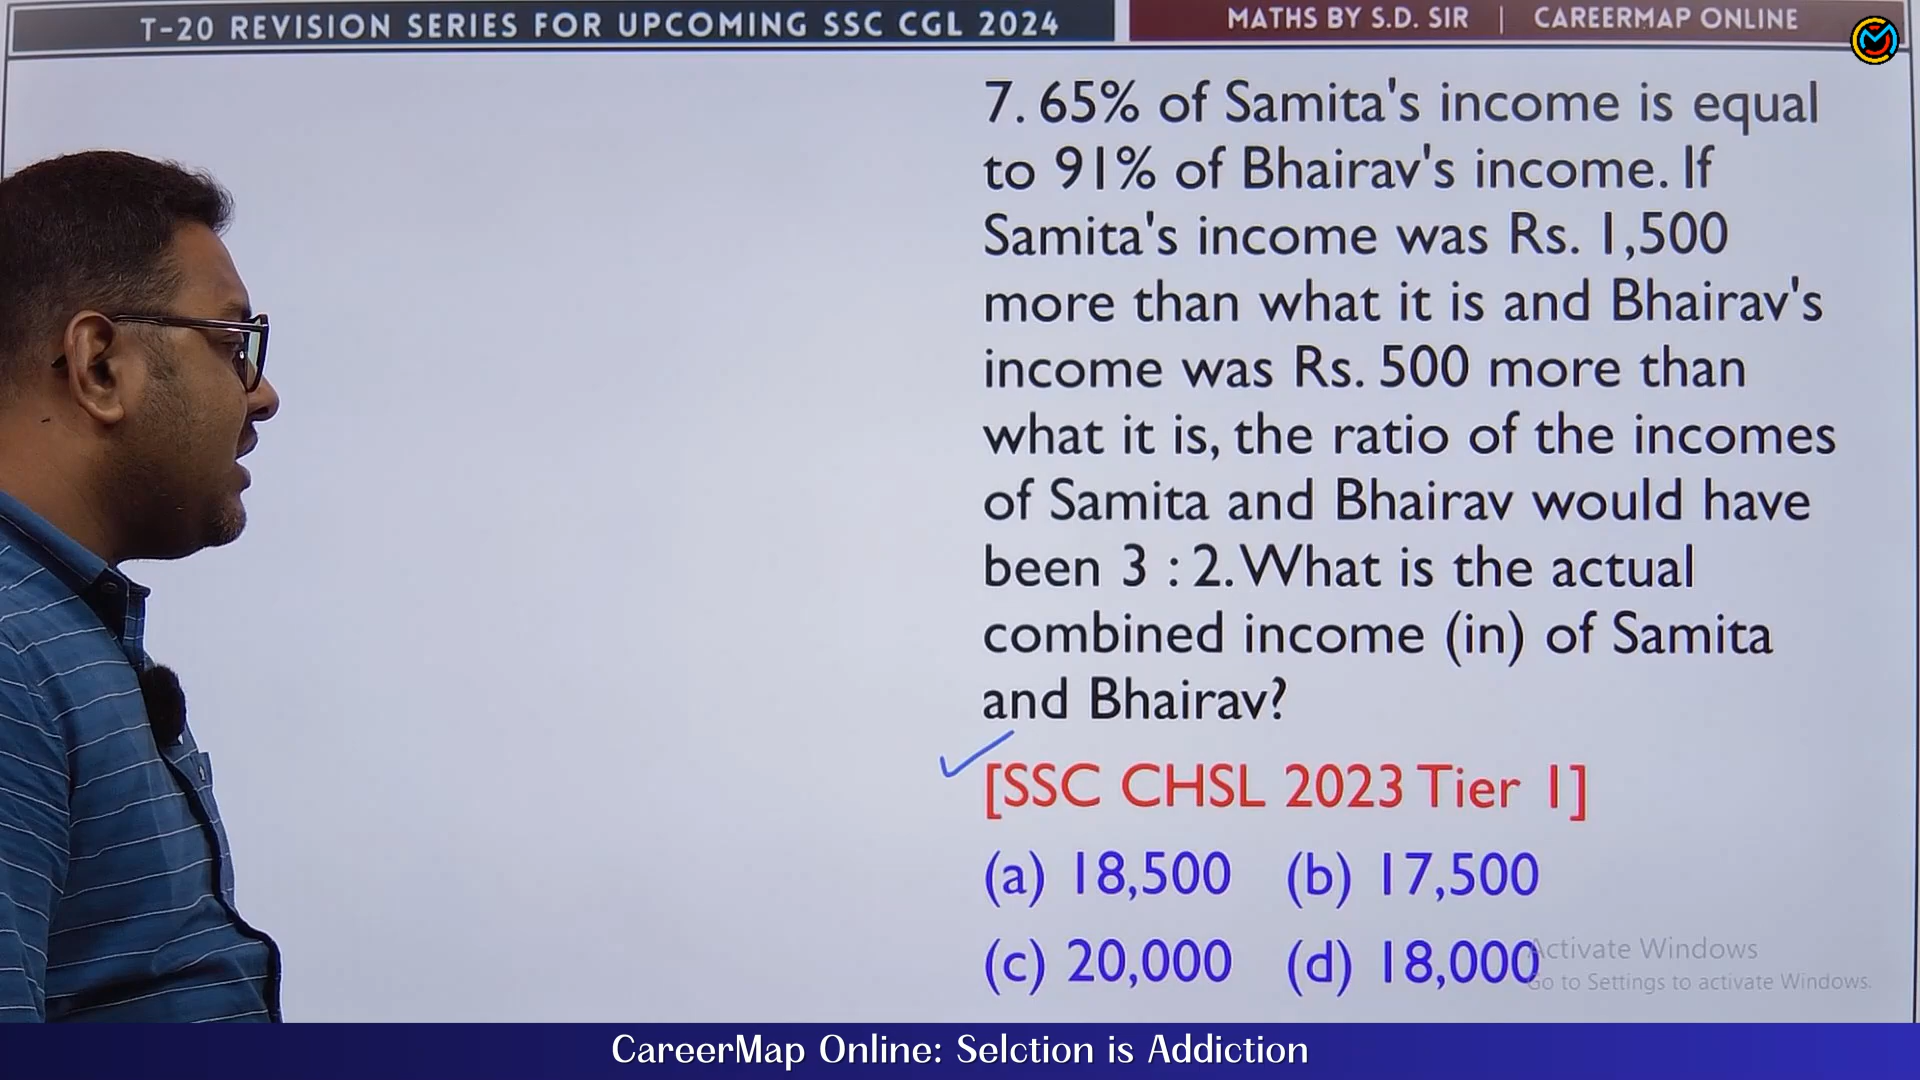 T-20 REVISION SERIES FOR UPCOMING SSC CGL 2024
MATHS BY S.D. SIR | CAREERMAP ONLINE
7. 65% of Samita's income is equal
to 91% of Bhairav's income. If
Samita's income was Rs. 1,500
more than what it is and Bhairav's
income was Rs. 500 more than
what it is, the ratio of the incomes
of Samita and Bhairav would have
been 3 : 2. What is the actual
combined income (in) of Samita
and Bhairav?
[SSC CHSL 2023 Tier 1]
(a) 18,500 (b) 17,500
(c) 20,000 (d) 18,000
Activate Windows
Go to Settings to activate Windows.
CareerMap Online: Selction is Addiction